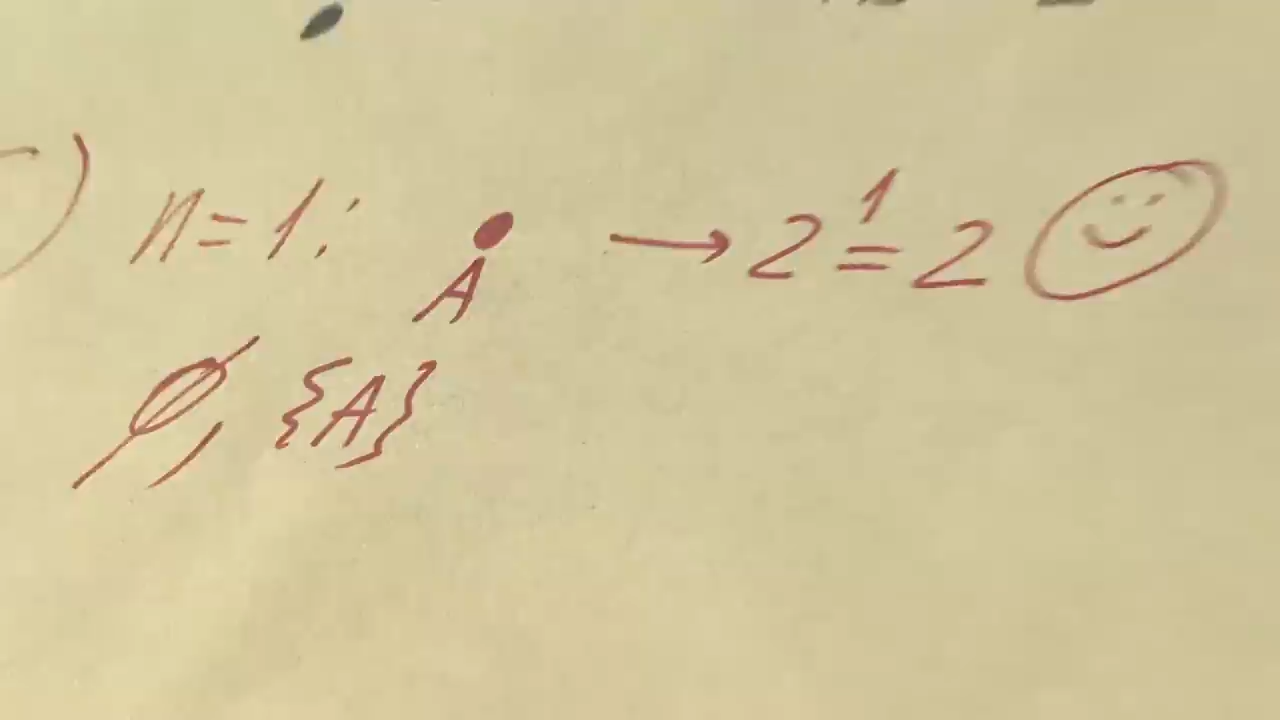 ) n=1: A → 2¹ = 2
∅, {A}